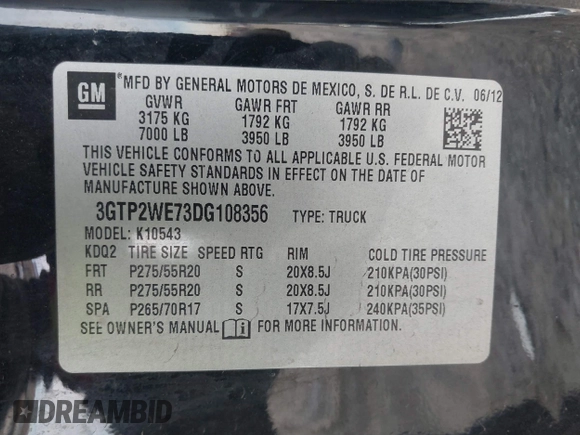 GM
*MFD BY GENERAL MOTORS DE MEXICO, S. DE R.L. DE C.V. 06/12
GVWR GAWR FRT GAWR RR
3175 KG 1792 KG 1792 KG
7000 LB 3950 LB 3950 LB
THIS VEHICLE CONFORMS TO ALL APPLICABLE U.S. FEDERAL MOTOR
VEHICLE SAFETY STANDARDS IN EFFECT ON THE DATE OF
MANUFACTURE SHOWN ABOVE.
3GTP2WE73DG108356 TYPE: TRUCK
MODEL: K10543
KDQ2 TIRE SIZE SPEED RTG RIM COLD TIRE PRESSURE
FRT P275/55R20 S 20X8.5J 210KPA(30PSI)
RR P275/55R20 S 20X8.5J 210KPA(30PSI)
SPA P265/70R17 S 17X7.5J 240KPA(35PSI)
SEE OWNER'S MANUAL FOR MORE INFORMATION.
DREAMBID